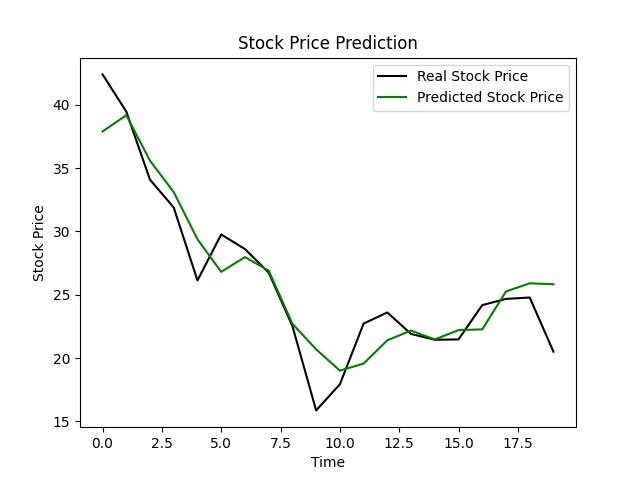 Stock Price Prediction
Real Stock Price
Predicted Stock Price
Stock Price
40
35
30
25
20
15
0.0 2.5 5.0 7.5 10.0 12.5 15.0 17.5
Time